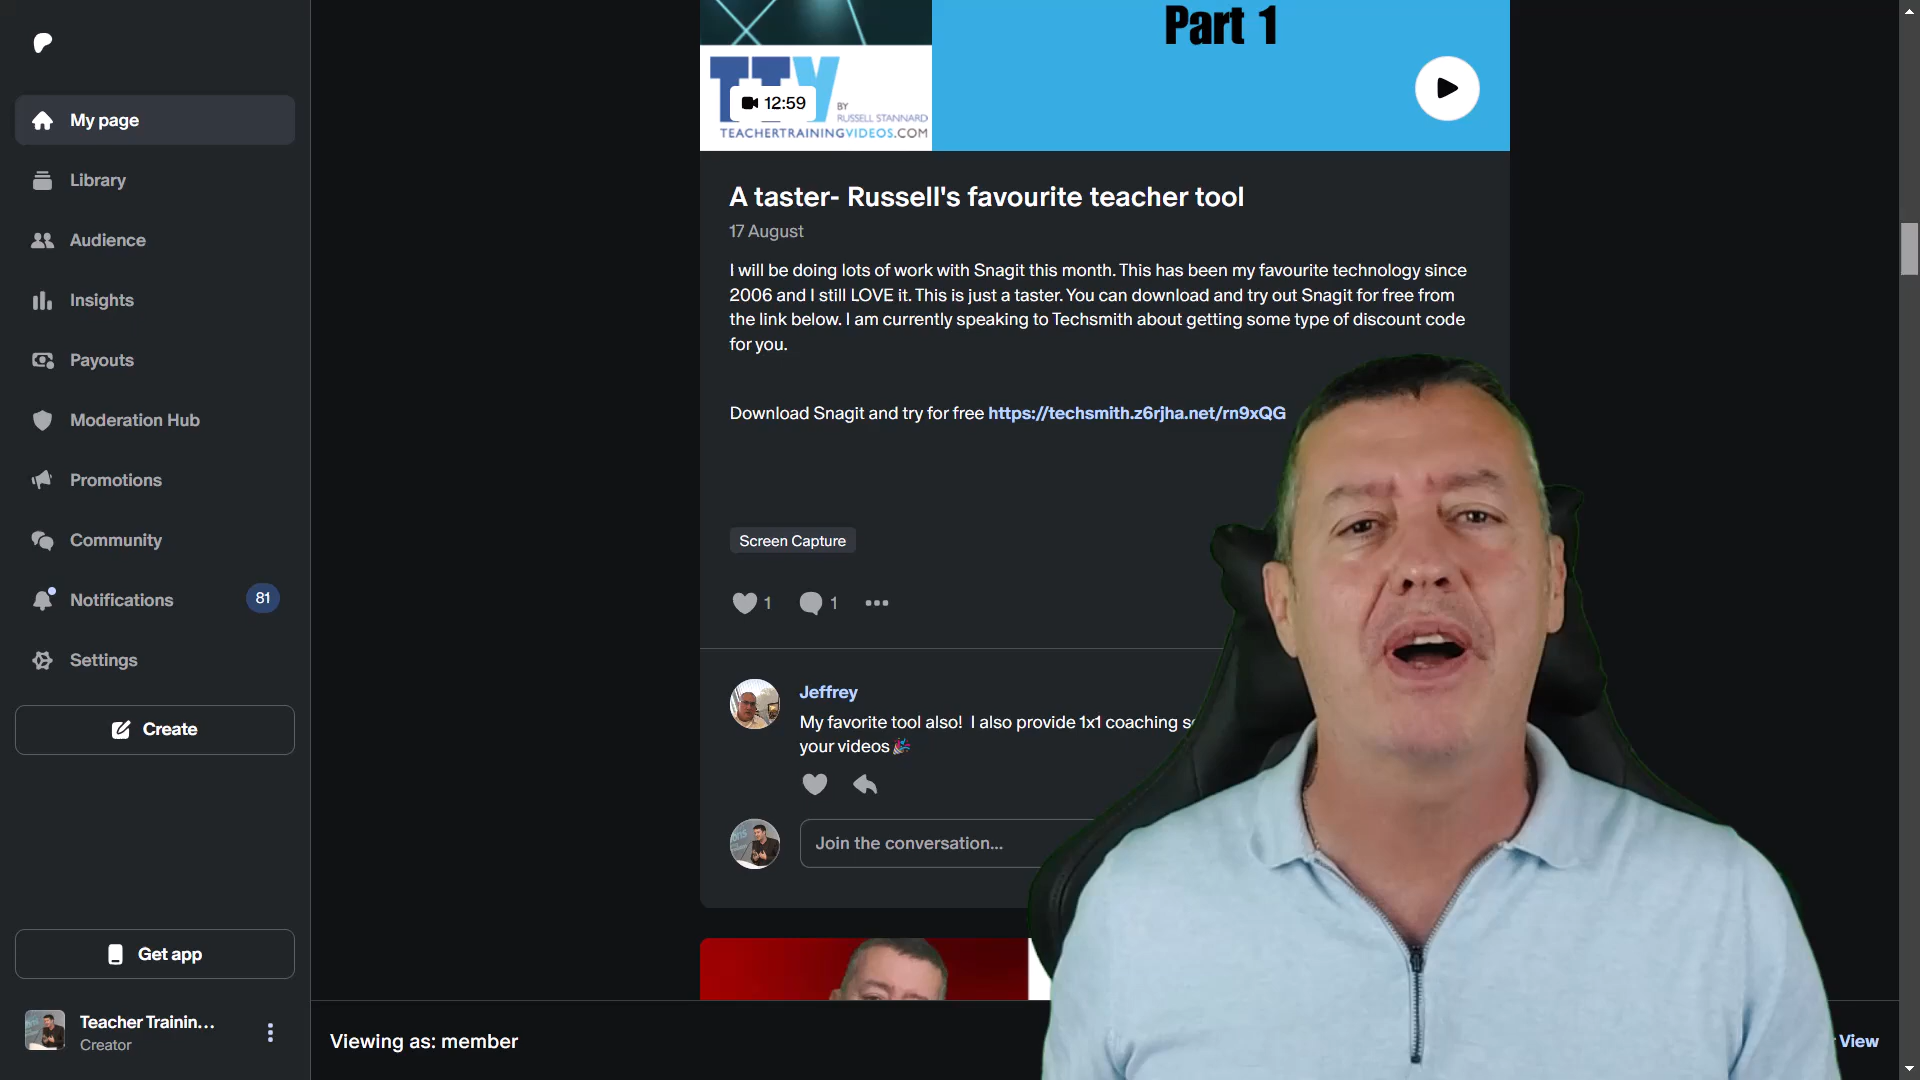 My page
Library
Audience
Insights
Payouts
Moderation Hub
Promotions
Community
Notifications 81
Settings
Create
Get app
Teacher Trainin...
Creator
Part 1
TTV
12:59
BY
RUSSELL STANNARD
TEACHERTRAININGVIDEOS.COM
A taster- Russell's favourite teacher tool
17 August
I will be doing lots of work with Snagit this month. This has been my favourite technology since
2006 and I still LOVE it. This is just a taster. You can download and try out Snagit for free from
the link below. I am currently speaking to Techsmith about getting some type of discount code
for you.
Download Snagit and try for free https://techsmith.z6rjha.net/rn9xQG
Screen Capture
1 1
Jeffrey
My favorite tool also! I also provide 1x1 coaching
your videos
Join the conversation...
Viewing as: member
View